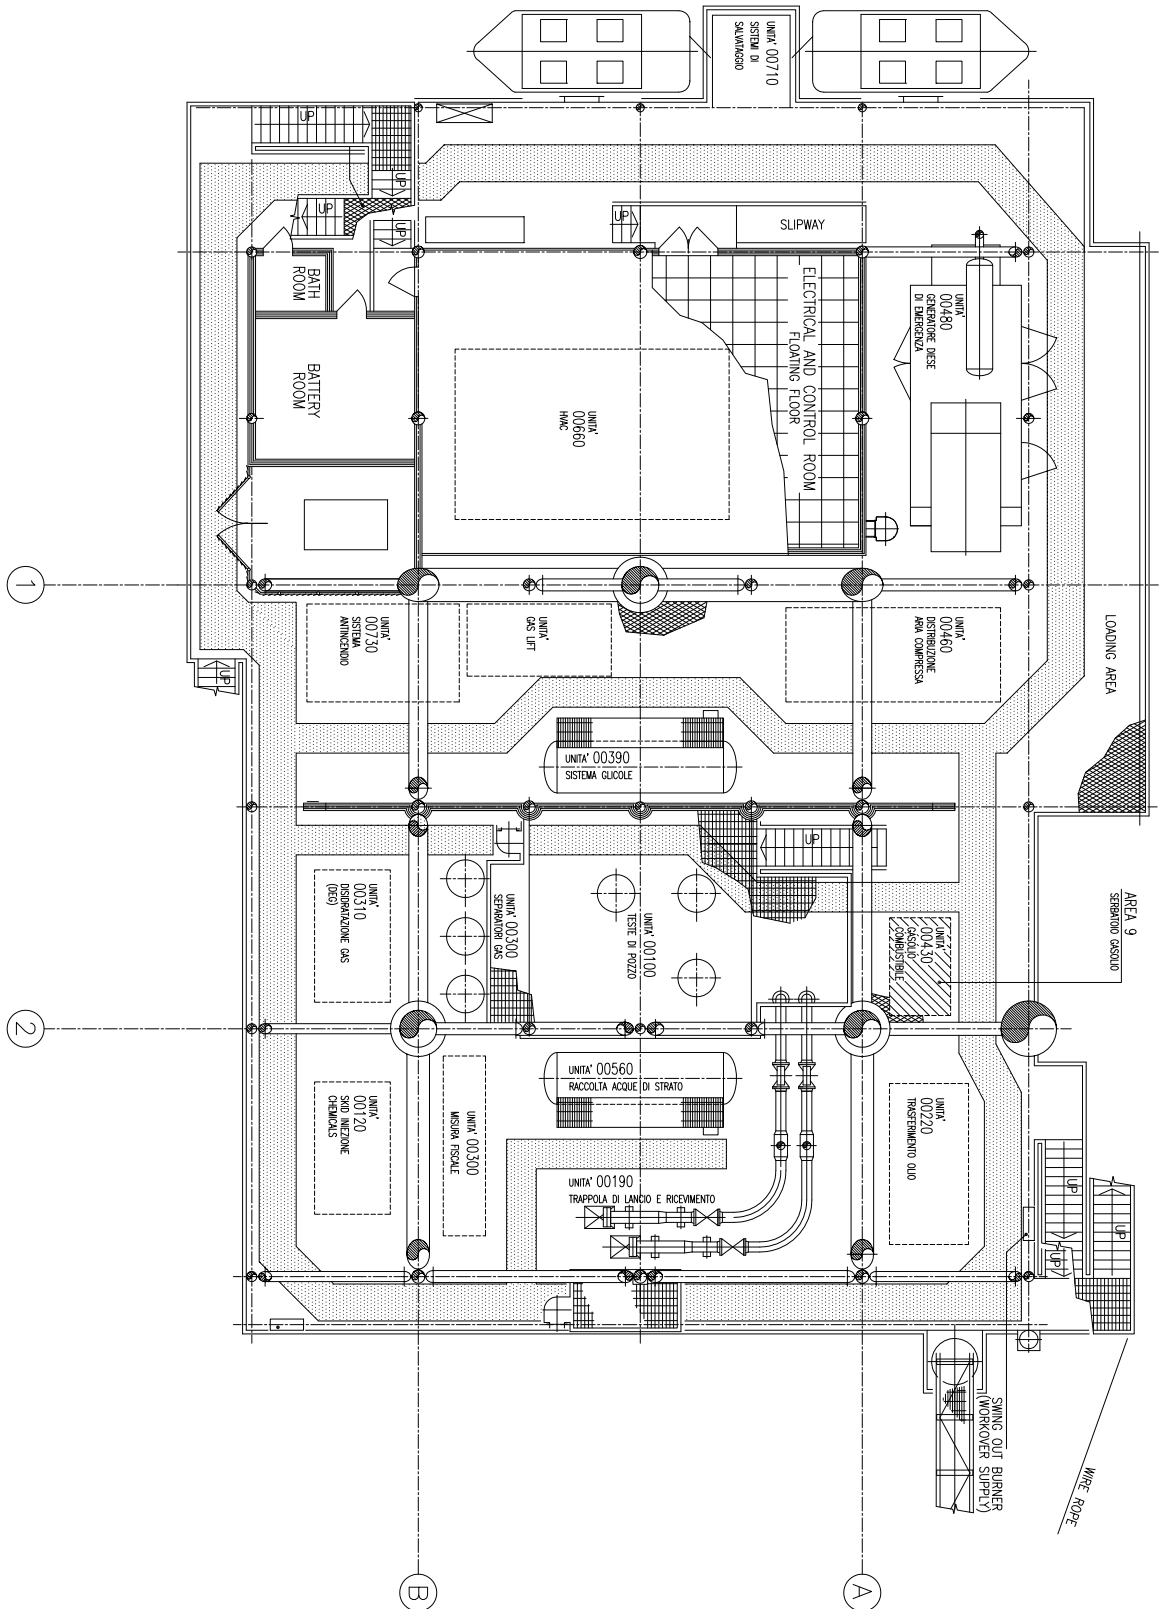 UNITA' 00710
SISTEMI DI
SALVATAGGIO
UP
UP
UP
UP
UP
SLIPWAY
BATH
ROOM
BATTERY
ROOM
ELECTRICAL AND CONTROL ROOM
FLOATING FLOOR
UNITA'
00480
GENERATORE DIESE
DI EMERGENZA
UNITA'
00660
HVAC
1
UNITA'
00730
SISTEMA
ANTINCENDIO
UNITA'
GAS LIFT
UNITA'
00460
DISTRIBUZIONE
ARIA COMPRESSA
LOADING AREA
UP
UNITA' 00390
SISTEMA GLICOLE
UP
UNITA'
00310
DISIDRATAZIONE GAS
(DEG)
UNITA' 00300
SEPARATORI GAS
UNITA' 00100
TESTE DI POZZO
UNITA'
00430
GASOLIO
COMBUSTIBILE
AREA 9
SERBATOIO GASOLIO
2
UNITA'
00120
SKID INIEZIONE
CHEMICALS
UNITA' 00300
MISURA FISCALE
UNITA' 00560
RACCOLTA ACQUE DI STRATO
UNITA' 00190
TRAPPOLA DI LANCIO E RICEVIMENTO
UNITA'
00220
TRASFERIMENTO OLIO
UP
UP
UP
SWING OUT BURNER
(WORKOVER SUPPLY)
WIRE ROPE
B
A